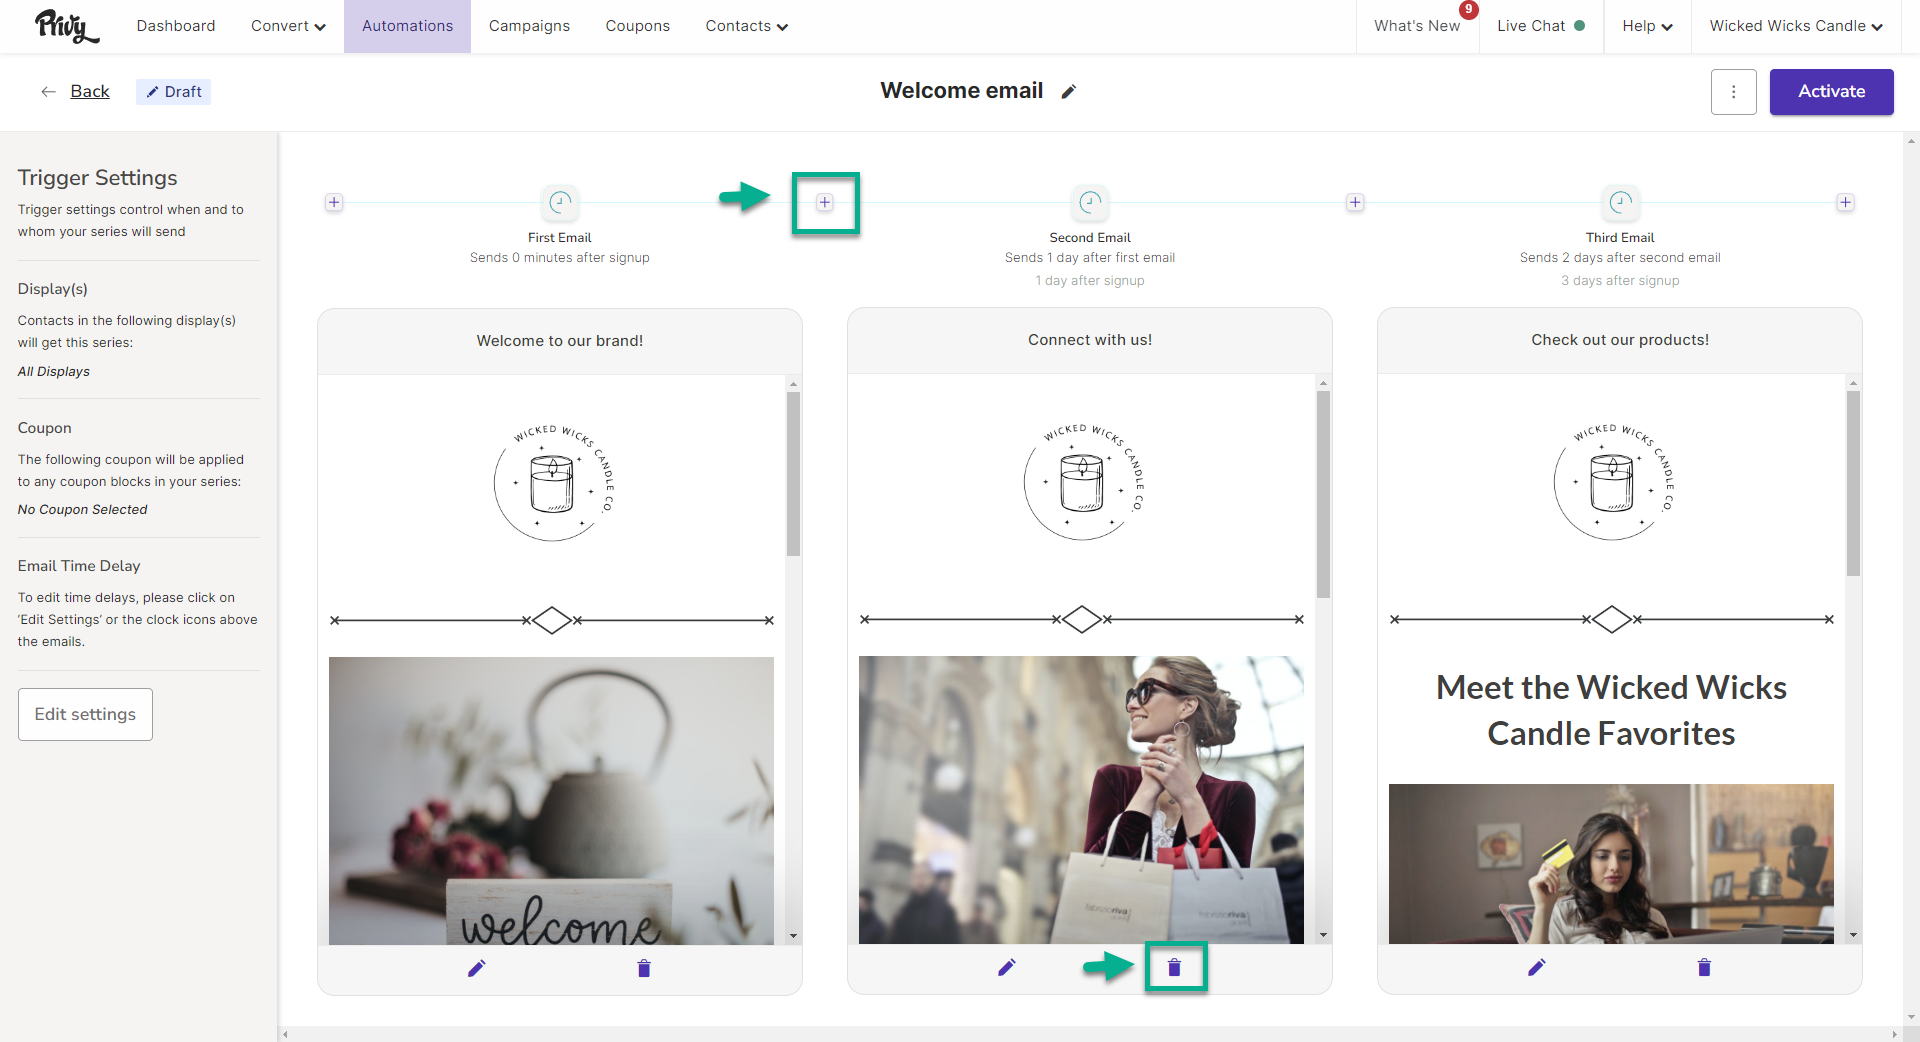 Privy
Dashboard
Convert
Automations
Campaigns
Coupons
Contacts
What's New
9
Live Chat
Help
Wicked Wicks Candle
Back
Draft
Welcome email
Activate
Trigger Settings
Trigger settings control when and to
whom your series will send
Display(s)
Contacts in the following display(s)
will get this series:
All Displays
Coupon
The following coupon will be applied
to any coupon blocks in your series:
No Coupon Selected
Email Time Delay
To edit time delays, please click on
'Edit Settings' or the clock icons above
the emails.
Edit settings
First Email
Sends 0 minutes after signup
Welcome to our brand!
WICKED WICKS CANDLE CO.
welcome
Second Email
Sends 1 day after first email
1 day after signup
Connect with us!
WICKED WICKS CANDLE CO.
fabrizioriva
fabrizioriva
Third Email
Sends 2 days after second email
3 days after signup
Check out our products!
WICKED WICKS CANDLE CO.
Meet the Wicked Wicks
Candle Favorites